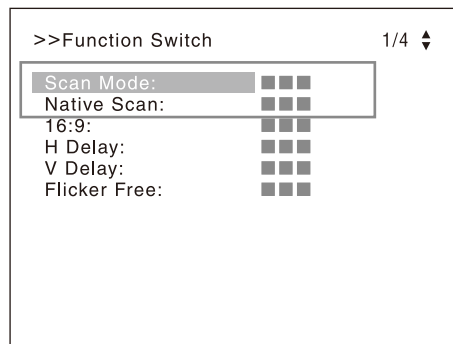 >>Function Switch 1/4
Scan Mode:
Native Scan:
16:9:
H Delay:
V Delay:
Flicker Free: